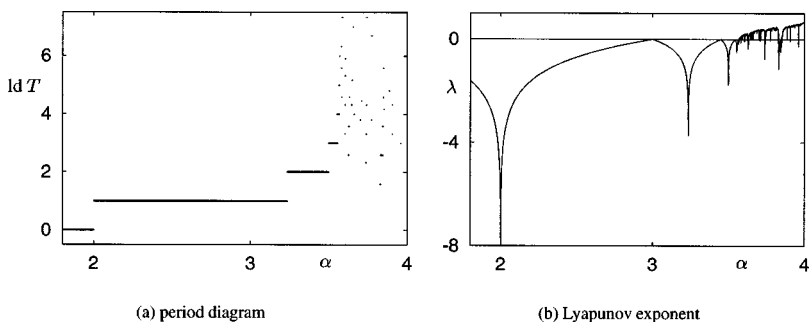 6
4
2
0
ld T
2
3
α
4
(a) period diagram
0
λ
-4
-8
2
3
α
4
(b) Lyapunov exponent